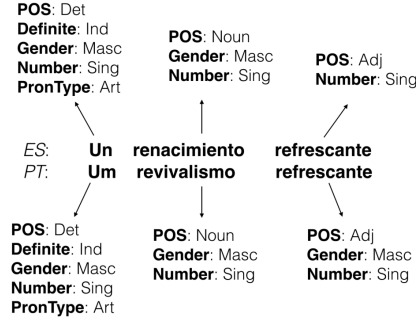 POS: Det
Definite: Ind
Gender: Masc
Number: Sing
PronType: Art
POS: Noun
Gender: Masc
Number: Sing
POS: Adj
Number: Sing
ES: Un renacimiento refrescante
PT: Um revivalismo refrescante
POS: Det
Definite: Ind
Gender: Masc
Number: Sing
PronType: Art
POS: Noun
Gender: Masc
Number: Sing
POS: Adj
Gender: Masc
Number: Sing